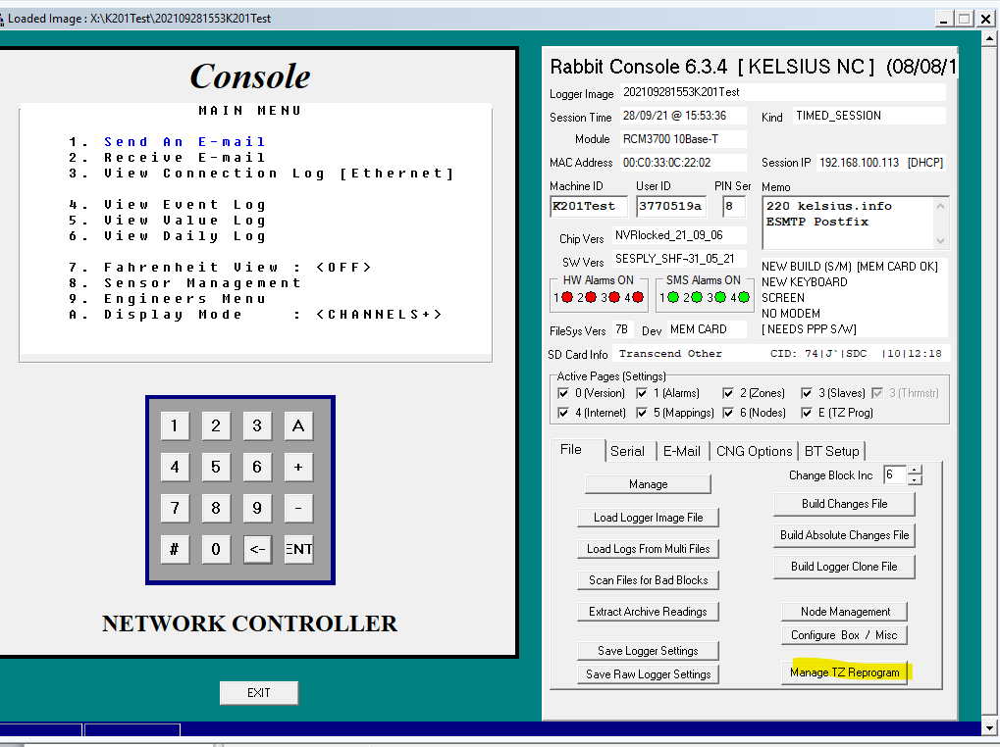 Loaded Image : X:\K201Test\202109281553K201Test
Console
MAIN MENU
1. Send An E-mail
2. Receive E-mail
3. View Connection Log [Ethernet]
4. View Event Log
5. View Value Log
6. View Daily Log
7. Fahrenheit View : <OFF>
8. Sensor Management
9. Engineers Menu
A. Display Mode : <CHANNELS+>
1 2 3 A
4 5 6 +
7 8 9 -
# 0 <- ENT
NETWORK CONTROLLER
EXIT
Rabbit Console 6.3.4 [ KELSIUS NC ] (08/08/1
Logger Image 202109281553K201Test
Session Time 28/09/21 @ 15:53:36 Kind TIMED_SESSION
Module RCM3700 10Base-T
MAC Address 00:C0:33:0C:22:02 Session IP 192.168.100.113 [DHCP]
Machine ID User ID PIN Ser Memo
K201Test 3770519a 8 220 kelsius.info
ESMTP Postfix
Chip Vers NVRlocked_21_09_06
SW Vers SESPLY_SHF-31_05_21
HW Alarms ON SMS Alarms ON
1 2 3 4 1 2 3 4
NEW BUILD (S/M) [MEM CARD OK]
NEW KEYBOARD
SCREEN
NO MODEM
[ NEEDS PPP S/W]
FileSys Vers 7B Dev MEM CARD
SD Card Info Transcend Other CID: 74|J`|SDC |10|12:18
Active Pages (Settings)
0 (Version) 1 (Alarms) 2 (Zones) 3 (Slaves) 3 (Thrmstr)
4 (Internet) 5 (Mappings) 6 (Nodes) E (TZ Prog)
File Serial E-Mail CNG Options BT Setup
Manage
Load Logger Image File
Load Logs From Multi Files
Scan Files for Bad Blocks
Extract Archive Readings
Save Logger Settings
Save Raw Logger Settings
Change Block Inc 6
Build Changes File
Build Absolute Changes File
Build Logger Clone File
Node Management
Configure Box / Misc
Manage TZ Reprogram